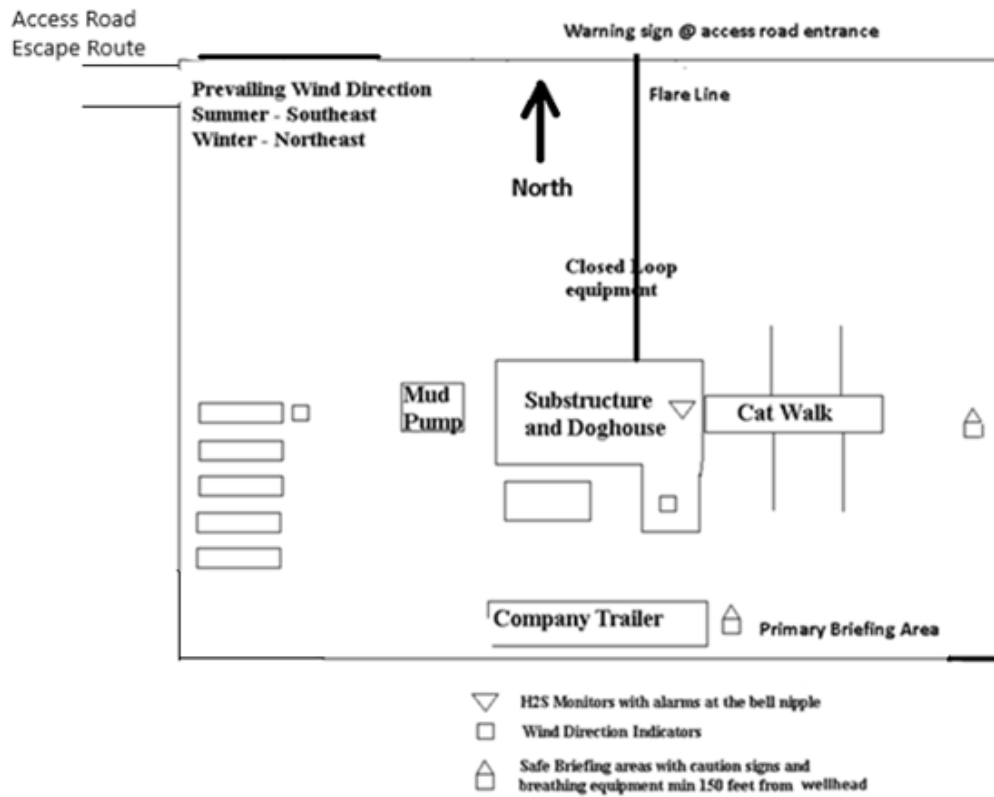 Access Road
Escape Route
Warning sign @ access road entrance
Prevailing Wind Direction
Summer - Southeast
Winter - Northeast
Flare Line
North
Closed Loop
equipment
Mud
Pump
Substructure
and Doghouse
Cat Walk
Company Trailer
Primary Briefing Area
H2S Monitors with alarms at the bell nipple
Wind Direction Indicators
Safe Briefing areas with caution signs and
breathing equipment min 150 feet from wellhead